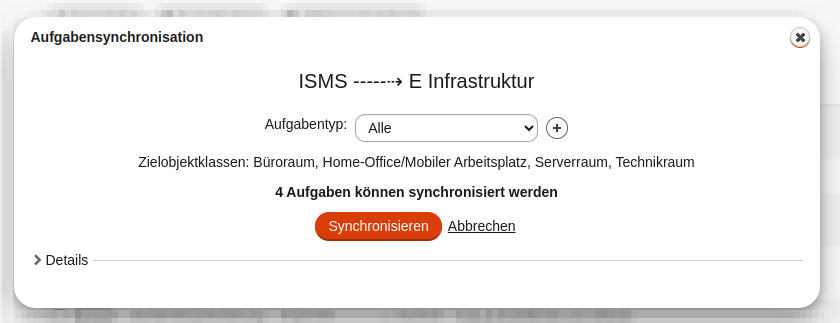 Aufgabensynchronisation
ISMS ------⇢ E Infrastruktur
Aufgabentyp: Alle
Zielobjektklassen: Büroraum, Home-Office/Mobiler Arbeitsplatz, Serverraum, Technikraum
4 Aufgaben können synchronisiert werden
Synchronisieren Abbrechen
Details